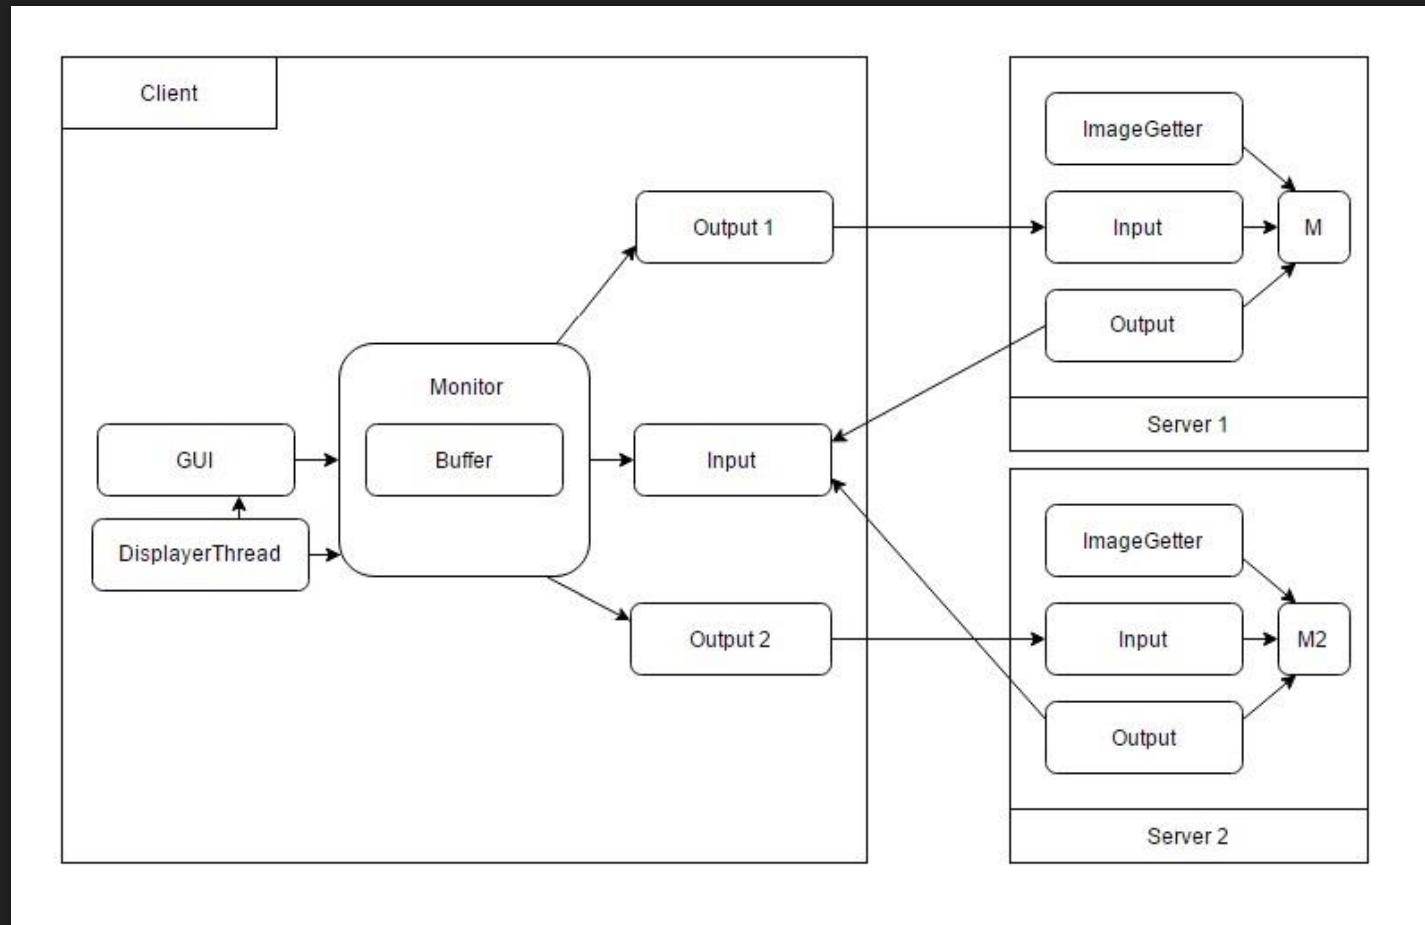 Client
ImageGetter
Output 1
Input
M
Output
Monitor
Server 1
GUI
Buffer
Input
DisplayerThread
ImageGetter
Output 2
Input
M2
Output
Server 2